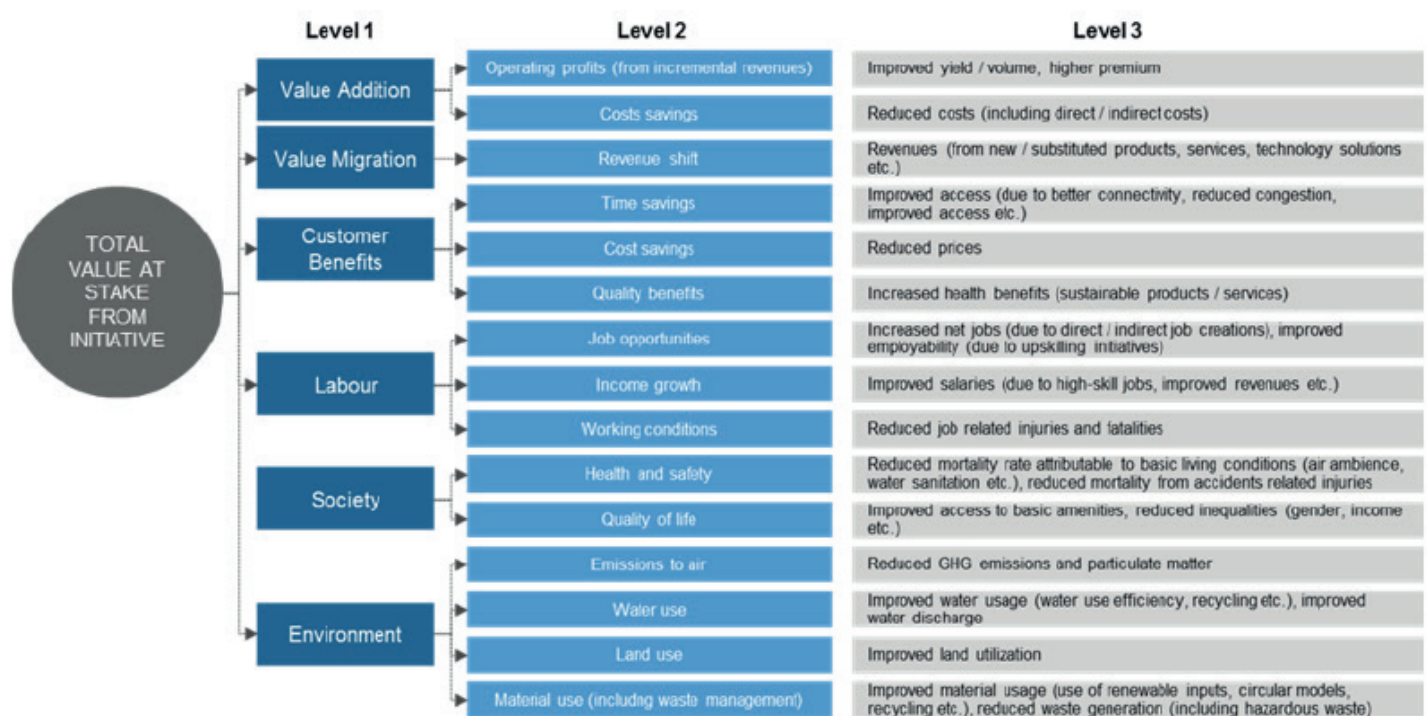 Level 1
Level 2
Level 3
TOTAL
VALUE AT
STAKE
FROM
INITIATIVE
Value Addition
Operating profits (from incremental revenues)
Improved yield / volume, higher premium
Costs savings
Reduced costs (including direct / indirect costs)
Value Migration
Revenue shift
Revenues (from new / substituted products, services, technology solutions
etc.)
Customer
Benefits
Time savings
Improved access (due to better connectivity, reduced congestion,
improved access etc.)
Cost savings
Reduced prices
Quality benefits
Increased health benefits (sustainable products / services)
Labour
Job opportunities
Increased net jobs (due to direct / indirect job creations), improved
employability (due to upskilling initiatives)
Income growth
Improved salaries (due to high-skill jobs, improved revenues etc.)
Working conditions
Reduced job related injuries and fatalities
Society
Health and safety
Reduced mortality rate attributable to basic living conditions (air ambience,
water sanitation etc.), reduced mortality from accidents related injuries
Quality of life
Improved access to basic amenities, reduced inequalities (gender, income
etc.)
Environment
Emissions to air
Reduced GHG emissions and particulate matter
Water use
Improved water usage (water use efficiency, recycling etc.), improved
water discharge
Land use
Improved land utilization
Material use (including waste management)
Improved material usage (use of renewable inputs, circular models,
recycling etc.), reduced waste generation (including hazardous waste)